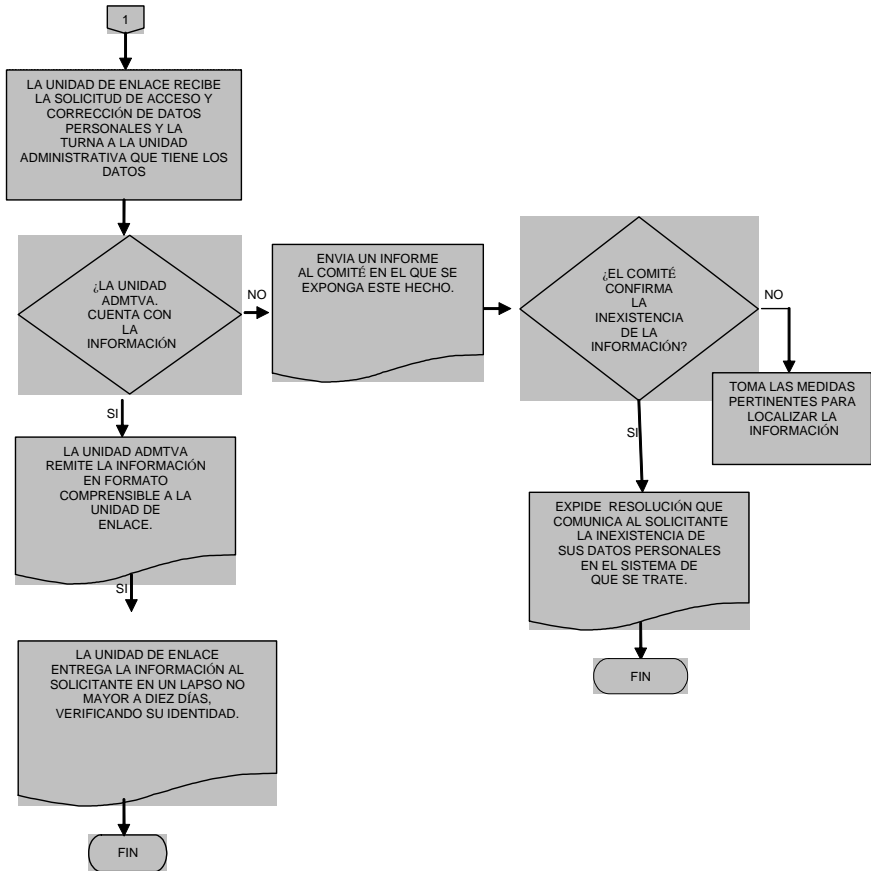 1
LA UNIDAD DE ENLACE RECIBE
LA SOLICITUD DE ACCESO Y
CORRECCIÓN DE DATOS
PERSONALES Y LA
TURNA A LA UNIDAD
ADMINISTRATIVA QUE TIENE LOS
DATOS
¿LA UNIDAD
ADMTVA.
CUENTA CON
LA
INFORMACIÓN
NO
ENVIA UN INFORME
AL COMITÉ EN EL QUE SE
EXPONGA ESTE HECHO.
¿EL COMITÉ
CONFIRMA
LA
INEXISTENCIA
DE LA
INFORMACIÓN?
NO
TOMA LAS MEDIDAS
PERTINENTES PARA
LOCALIZAR LA
INFORMACIÓN
SI
LA UNIDAD ADMTVA
REMITE LA INFORMACIÓN
EN FORMATO
COMPRENSIBLE A LA
UNIDAD DE
ENLACE.
SI
EXPIDE RESOLUCIÓN QUE
COMUNICA AL SOLICITANTE
LA INEXISTENCIA DE
SUS DATOS PERSONALES
EN EL SISTEMA DE
QUE SE TRATE.
FIN
SI
LA UNIDAD DE ENLACE
ENTREGA LA INFORMACIÓN AL
SOLICITANTE EN UN LAPSO NO
MAYOR A DIEZ DÍAS,
VERIFICANDO SU IDENTIDAD.
FIN